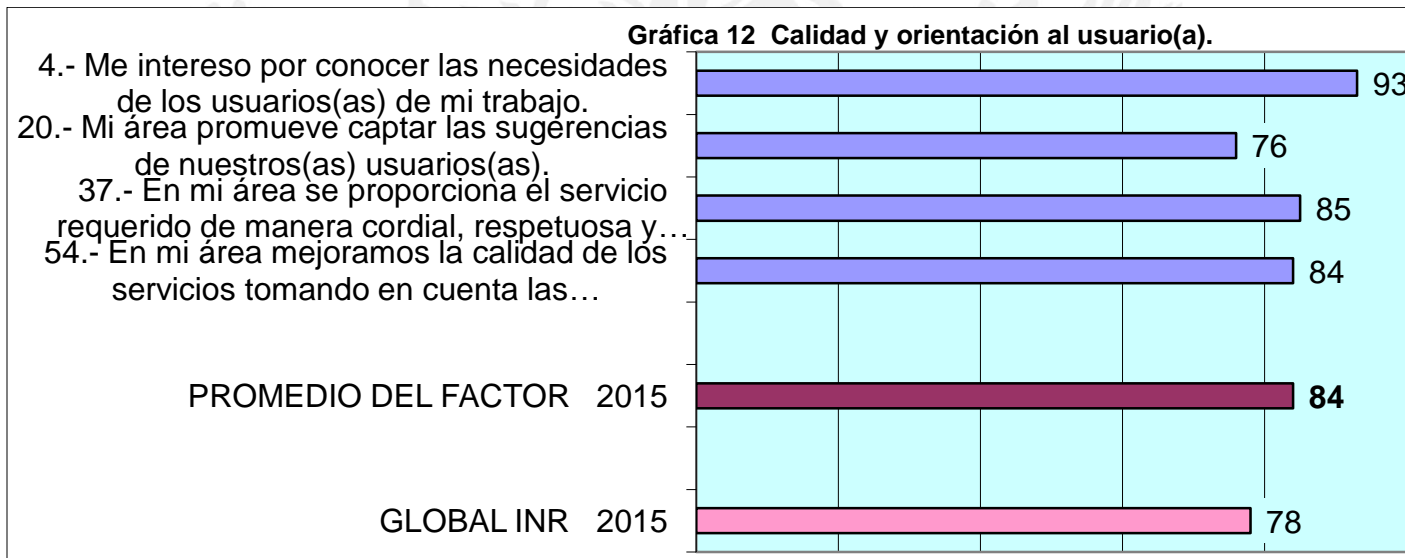 Gráfica 12 Calidad y orientación al usuario(a).
4.- Me intereso por conocer las necesidades
de los usuarios(as) de mi trabajo.
93
20.- Mi área promueve captar las sugerencias
de nuestros(as) usuarios(as).
76
37.- En mi área se proporciona el servicio
requerido de manera cordial, respetuosa y…
85
54.- En mi área mejoramos la calidad de los
servicios tomando en cuenta las…
84
PROMEDIO DEL FACTOR 2015
84
GLOBAL INR 2015
78